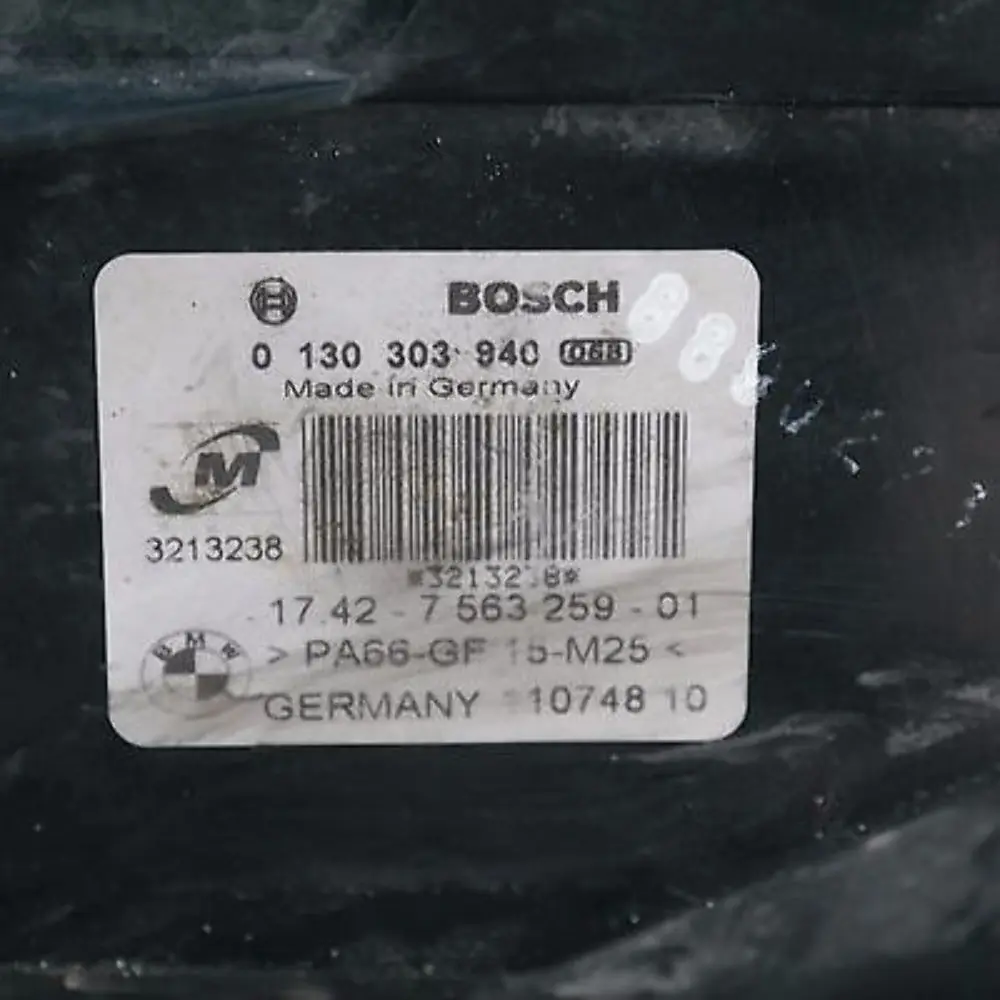 BOSCH
0 130 303 940
Made in Germany
M
3213238
17.42 - 7 563 259 - 01
BMW
> PA66-GF 15-M25 <
GERMANY 10748 10